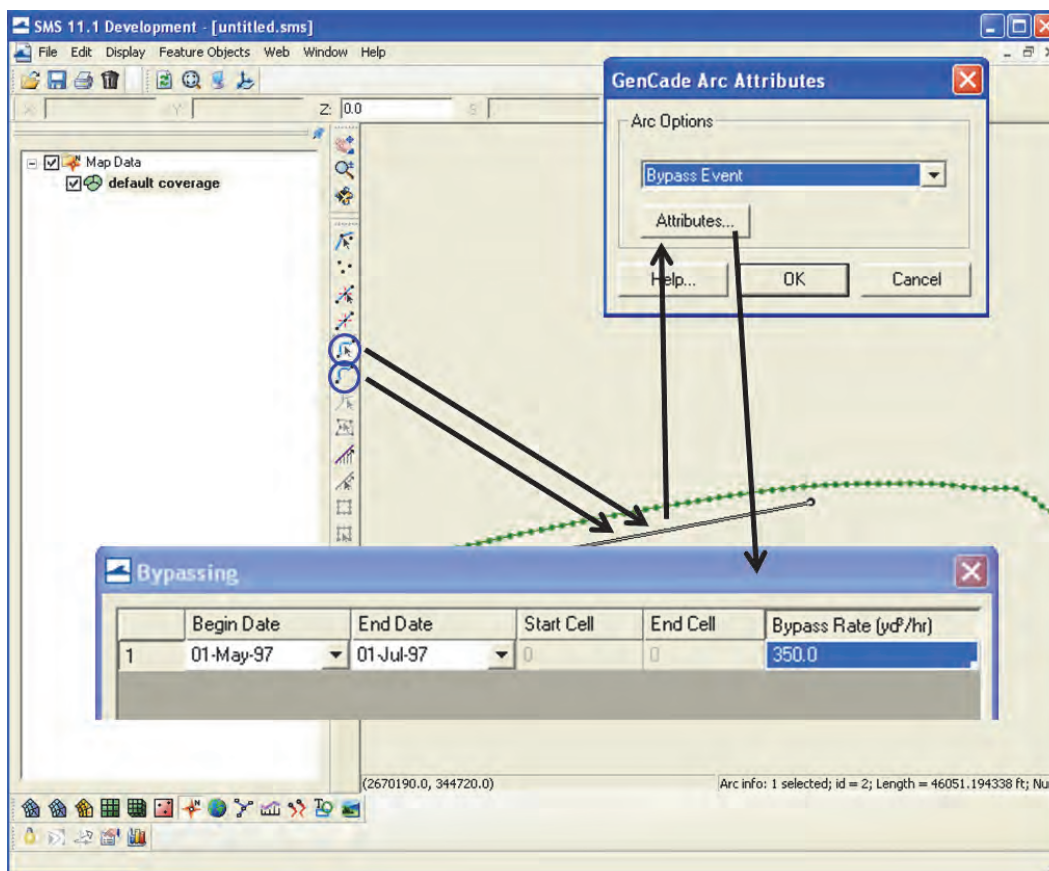 SMS 11.1 Development - [untitled.sms]
File Edit Display Feature Objects Web Window Help
X: Y: Z: 0.0 S:
Map Data
default coverage
GenCade Arc Attributes
Arc Options
Bypass Event
Attributes...
Help... OK Cancel
Bypassing
Begin Date End Date Start Cell End Cell Bypass Rate (yd³/hr)
1 01-May-97 01-Jul-97 0 0 350.0
(2670190.0, 344720.0) Arc info: 1 selected; id = 2; Length = 46051.194338 ft; Nu